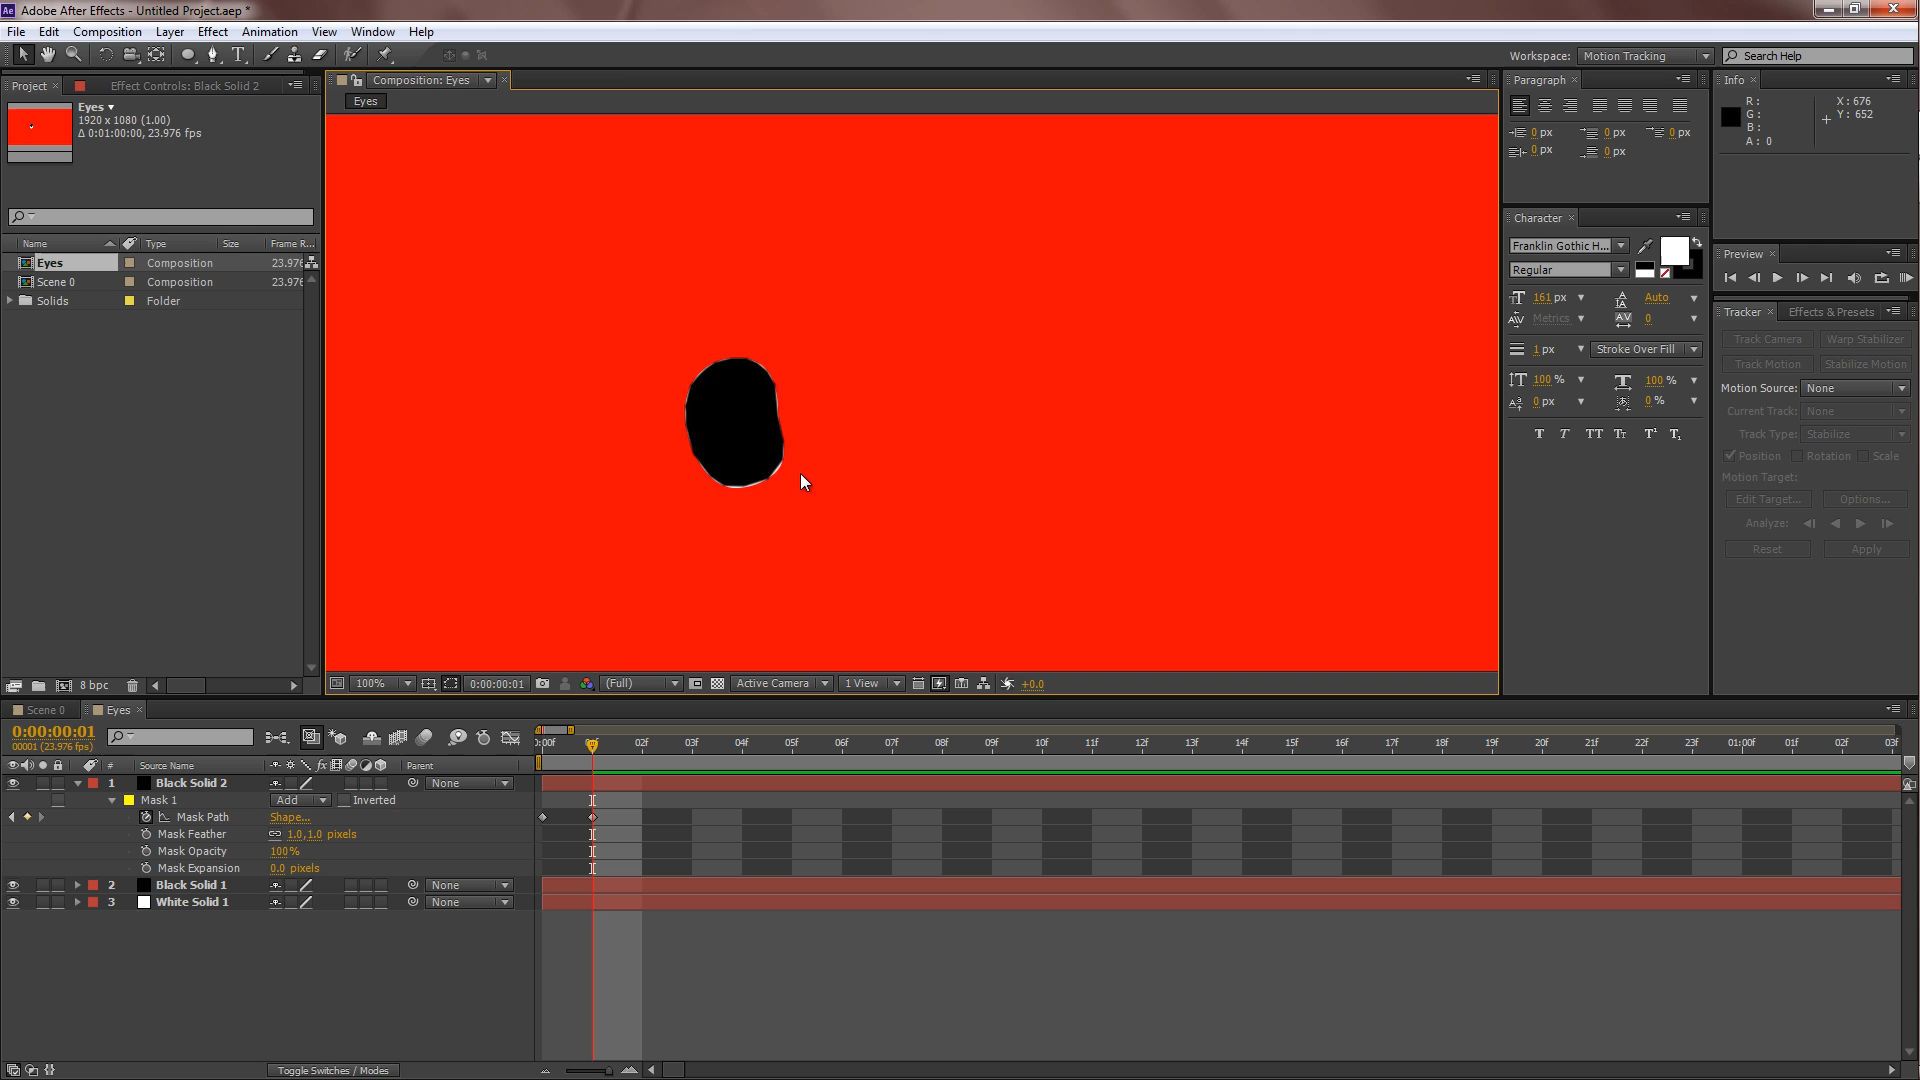 Adobe After Effects - Untitled Project.aep *
File Edit Composition Layer Effect Animation View Window Help
Workspace: Motion Tracking Search Help
Project × Effect Controls: Black Solid 2
Composition: Eyes ×
Paragraph × Info ×
Eyes
1920 x 1080 (1.00)
Δ 0:01:00:00, 23.976 fps
Eyes
R: X: 676
G: Y: 652
B:
A: 0
0 px 0 px 0 px
0 px 0 px
Character ×
Name Type Size Frame R...
Eyes Composition 23.976
Scene 0 Composition 23.976
Solids Folder
Franklin Gothic H...
Regular
161 px Auto
Metrics 0
1 px Stroke Over Fill
100 % 100 %
0 px 0 %
T T TT Tt T¹ T₁
Preview ×
Tracker × Effects & Presets
Track Camera Warp Stabilizer
Track Motion Stabilize Motion
Motion Source: None
Current Track: None
Track Type: Stabilize
Position Rotation Scale
Motion Target:
Edit Target... Options...
Analyze:
Reset Apply
8 bpc
100% 0:00:00:01 (Full) Active Camera 1 View +0.0
Scene 0 Eyes ×
0:00:00:01
00001 (23.976 fps)
0:00f 02f 03f 04f 05f 06f 07f 08f 09f 10f 11f 12f 13f 14f 15f 16f 17f 18f 19f 20f 21f 22f 23f 01:00f 01f 02f 03f
# Source Name fx Parent
1 Black Solid 2 None
Mask 1 Add Inverted
Mask Path Shape...
Mask Feather 1.0,1.0 pixels
Mask Opacity 100%
Mask Expansion 0.0 pixels
2 Black Solid 1 None
3 White Solid 1 None
Toggle Switches / Modes